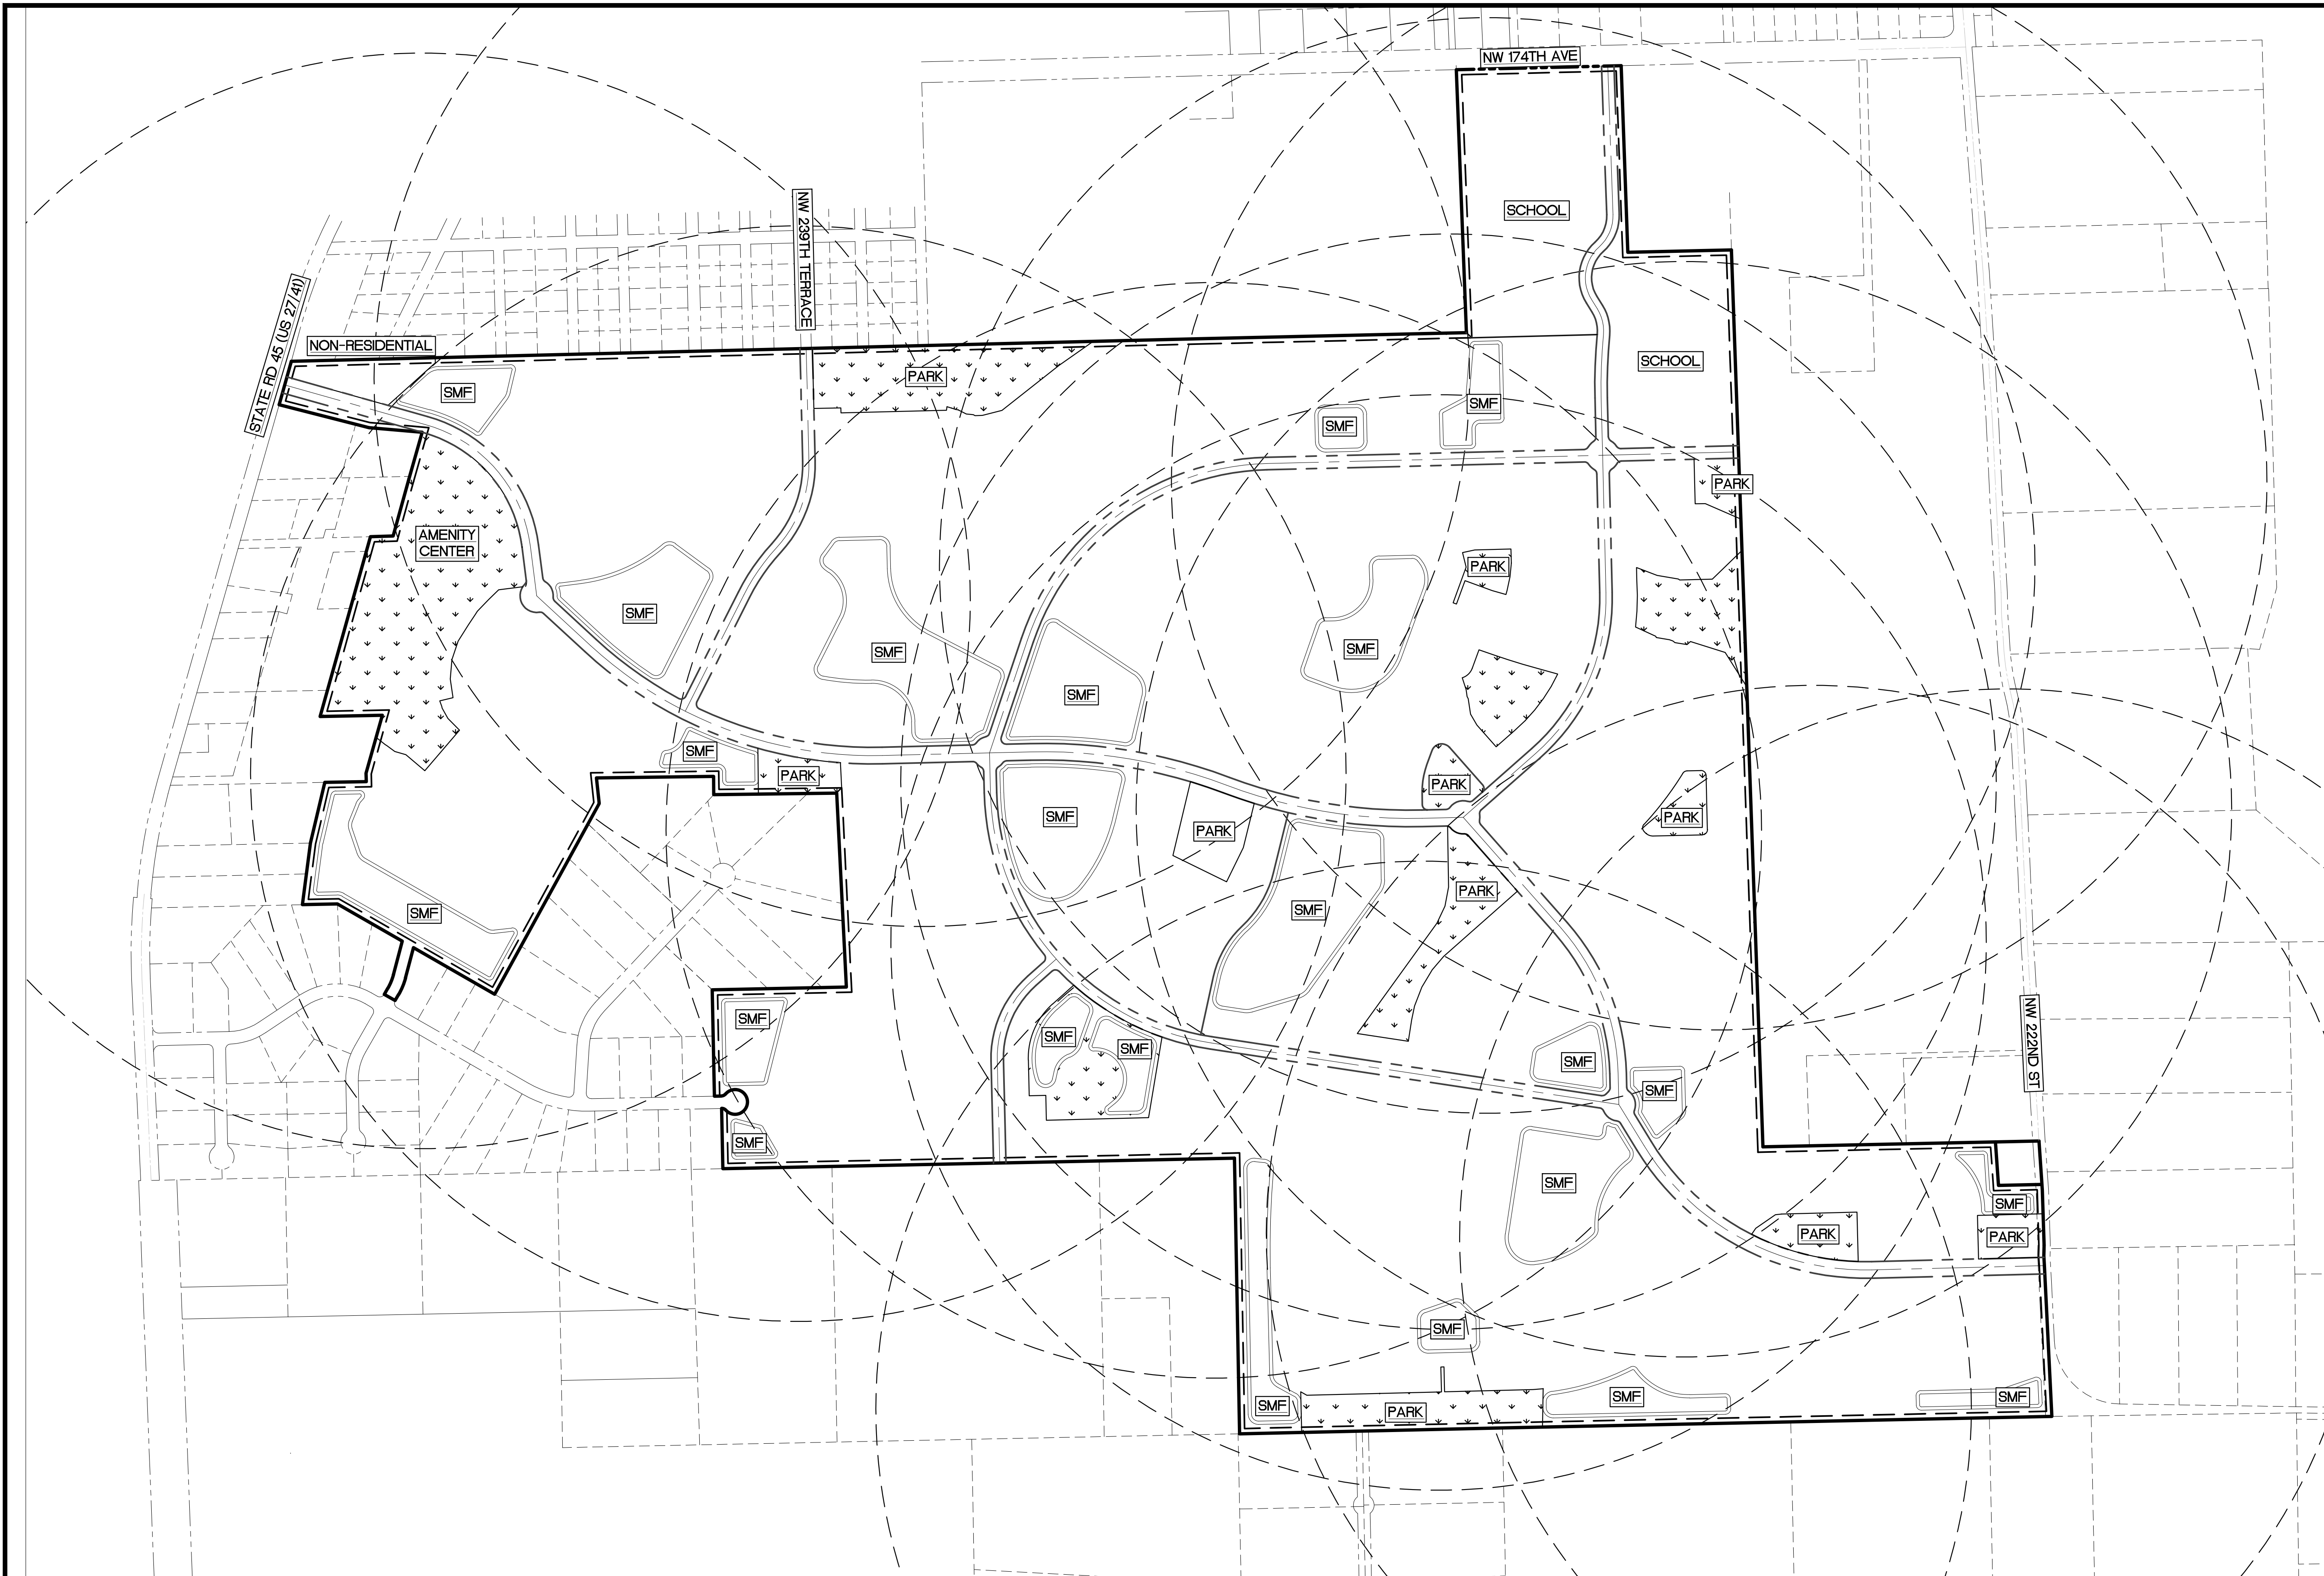 NW 174TH AVE
SCHOOL
NW 239TH TERRACE
STATE RD 45 (US 27/41)
NON-RESIDENTIAL
SCHOOL
PARK
SMF
SMF
SMF
PARK
AMENITY
CENTER
PARK
SMF
SMF
SMF
SMF
SMF
PARK
PARK
SMF
PARK
PARK
PARK
SMF
SMF
SMF
SMF
SMF
NW 222ND ST
SMF
SMF
SMF
SMF
SMF
PARK
PARK
SMF
SMF
PARK
SMF
SMF